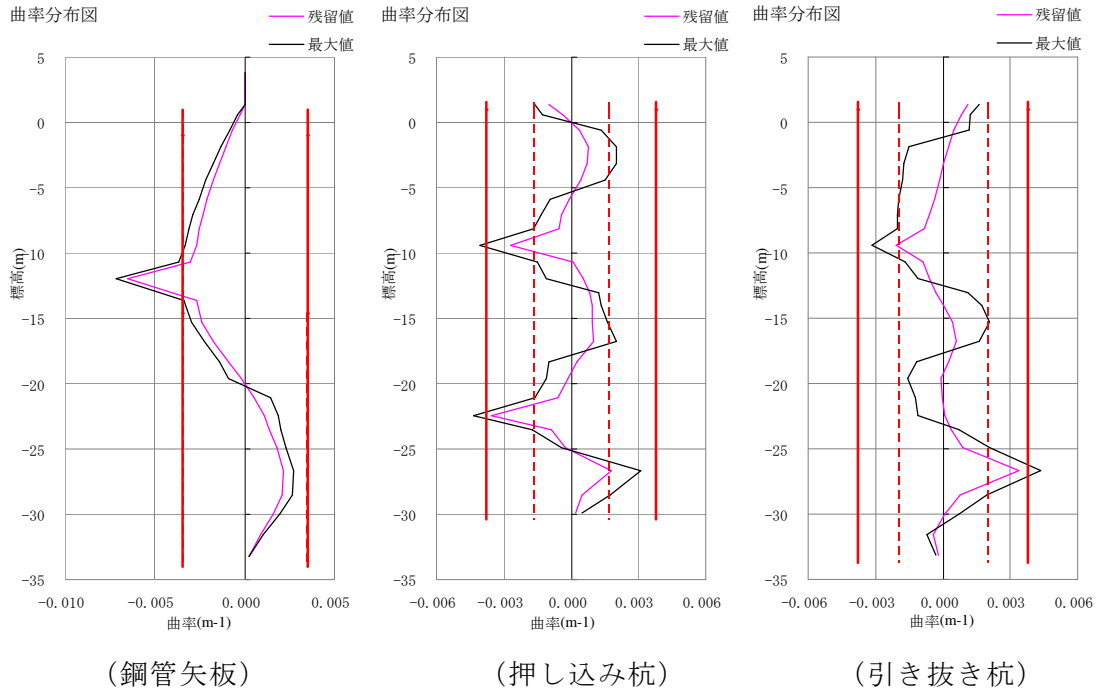 曲率分布図
残留値
最大値
5
0
-5
-10
-15
-20
-25
-30
-35
標高(m)
-0.010
-0.005
0.000
0.005
曲率(m-1)
(鋼管矢板)
曲率分布図
残留値
最大値
5
0
-5
-10
-15
-20
-25
-30
-35
標高(m)
-0.006
-0.003
0.000
0.003
0.006
曲率(m-1)
(押し込み杭)
曲率分布図
残留値
最大値
5
0
-5
-10
-15
-20
-25
-30
-35
標高(m)
-0.006
-0.003
0.000
0.003
0.006
曲率(m-1)
(引き抜き杭)